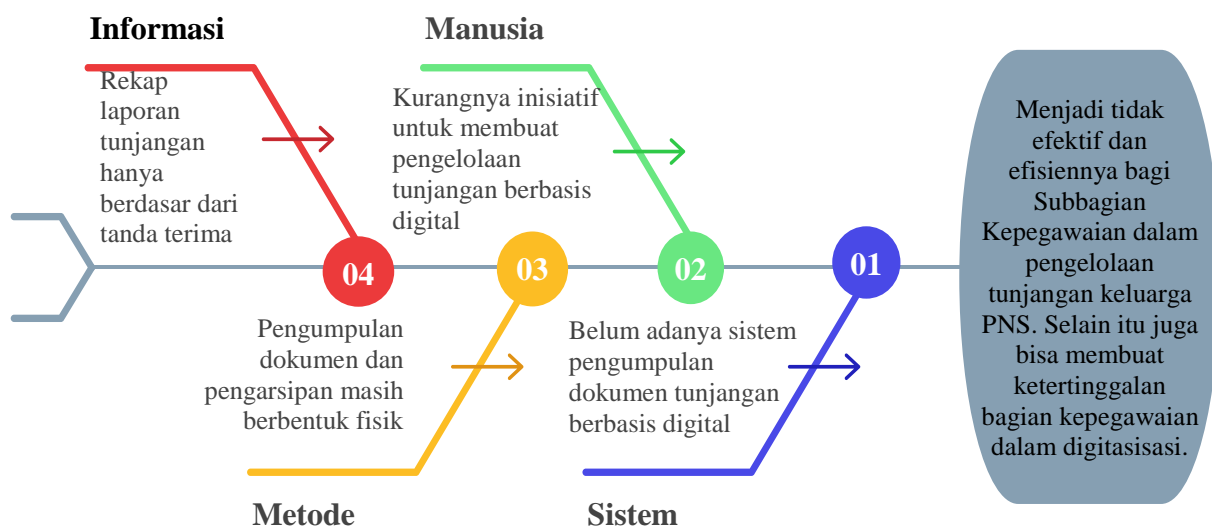 Informasi
Rekap
laporan
tunjangan
hanya
berdasar dari
tanda terima
Manusia
Kurangnya inisiatif
untuk membuat
pengelolaan
tunjangan berbasis
digital
04
03
02
01
Pengumpulan
dokumen dan
pengarsipan masih
berbentuk fisik
Metode
Belum adanya sistem
pengumpulan
dokumen tunjangan
berbasis digital
Sistem
Menjadi tidak
efektif dan
efisiennya bagi
Subbagian
Kepegawaian dalam
pengelolaan
tunjangan keluarga
PNS. Selain itu juga
bisa membuat
ketertinggalan
bagian kepegawaian
dalam digitasisasi.